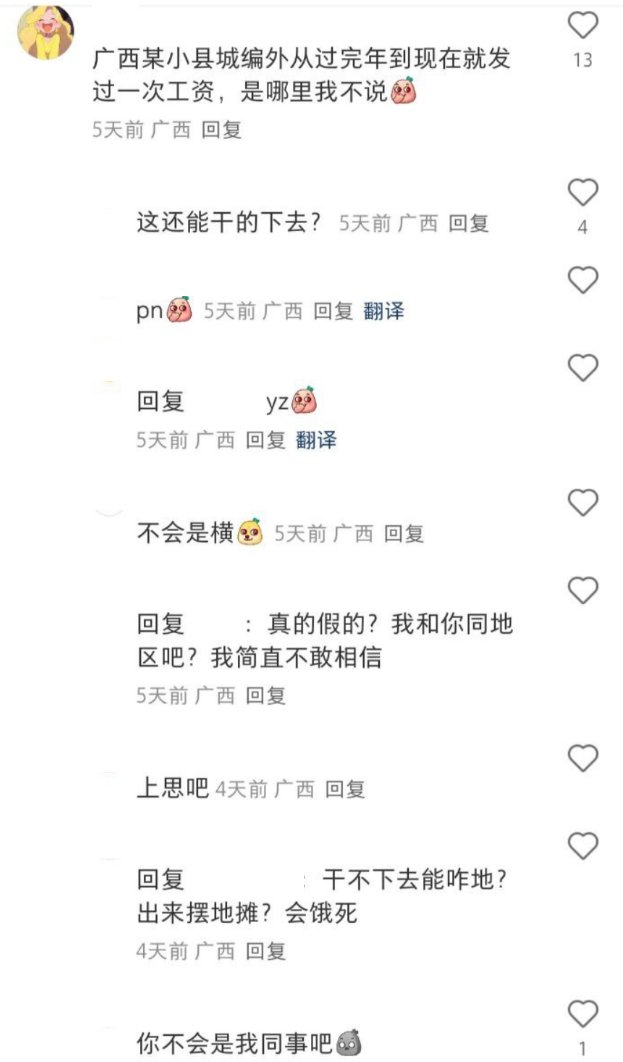 广西某小县城编外从过完年到现在就发
过一次工资，是哪里我不说
13
5天前 广西 回复
这还能干的下去？ 5天前 广西 回复
4
pn 5天前 广西 回复 翻译
回复 yz
5天前 广西 回复 翻译
不会是横 5天前 广西 回复
回复 ：真的假的？我和你同地
区吧？我简直不敢相信
5天前 广西 回复
上思吧 4天前 广西 回复
回复 ：干不下去能咋地？
出来摆地摊？会饿死
4天前 广西 回复
你不会是我同事吧
1